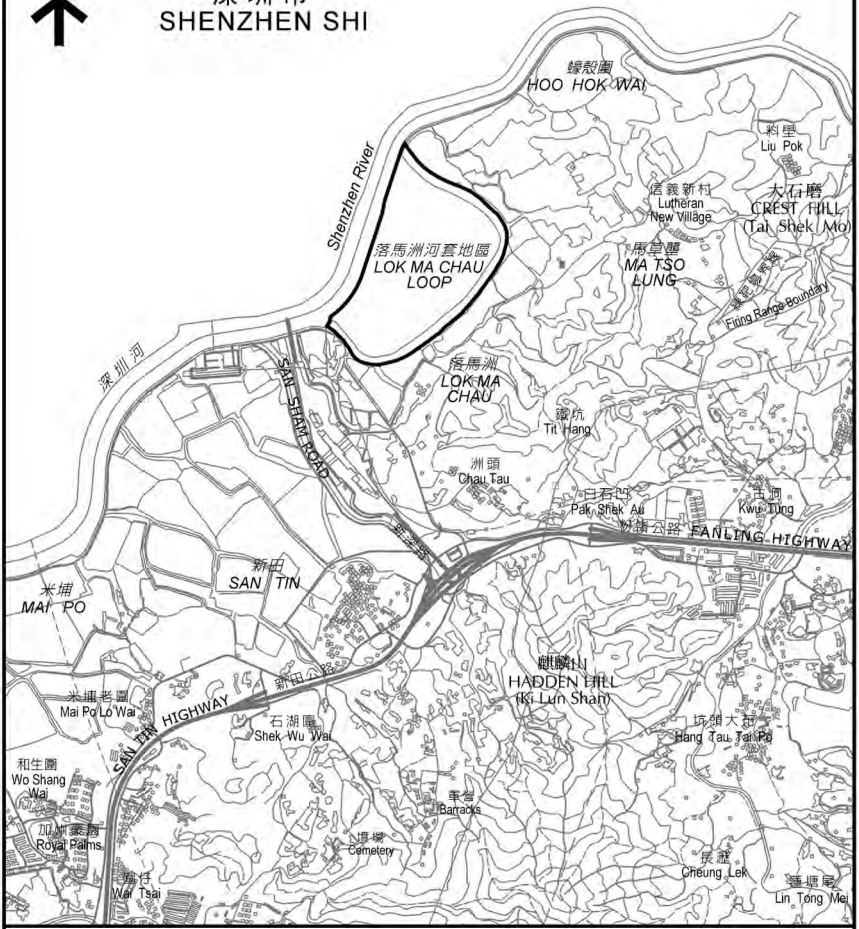 深圳市
SHENZHEN SHI
蠔殼圍
HOO HOK WAI
料壆
Liu Pok
Shenzhen River
信義新村
Lutheran
New Village
大石磨
CREST HILL
(Tai Shek Mo)
落馬洲河套地區
LOK MA CHAU
LOOP
馬草壟
MA TSO
LUNG
Firing Range Boundary
深圳河
SAN SHAM ROAD
落馬洲
LOK MA
CHAU
鐵坑
Tit Hang
洲頭
Chau Tau
白石凹
Pak Shek Au
古洞
Kwu Tung
新深路
粉嶺公路 FANLING HIGHWAY
新田
SAN TIN
米埔
MAI PO
麒麟山
HADDEN HILL
(Ki Lun Shan)
新田公路
SAN TIN HIGHWAY
米埔老圍
Mai Po Lo Wai
石湖圍
Shek Wu Wai
坑頭大布
Hang Tau Tai Po
和生圍
Wo Shang
Wai
軍營
Barracks
加州豪園
Royal Palms
墳場
Cemetery
長瀝
Cheung Lek
圍仔
Wai Tsai
蓮塘尾
Lin Tong Mei